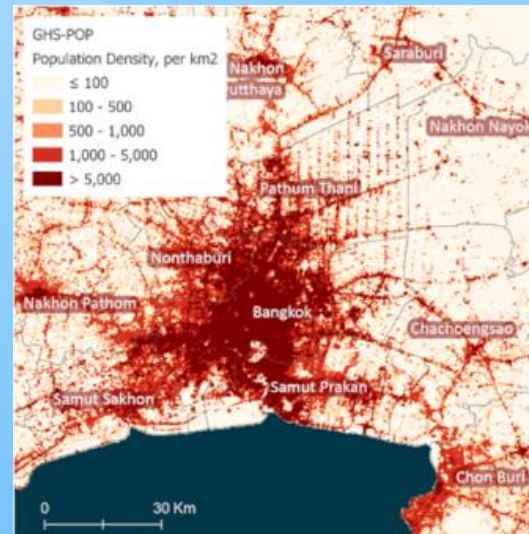 GHS-POP
Population Density, per km2
≤ 100
100 - 500
500 - 1,000
1,000 - 5,000
> 5,000
Nakhon
yutthaya
Saraburi
Nakhon Nayok
Pathum Thani
Nonthaburi
Nakhon Pathom
Bangkok
Chachoengsao
Samut Prakan
Samut Sakhon
Chon Buri
0 30 Km